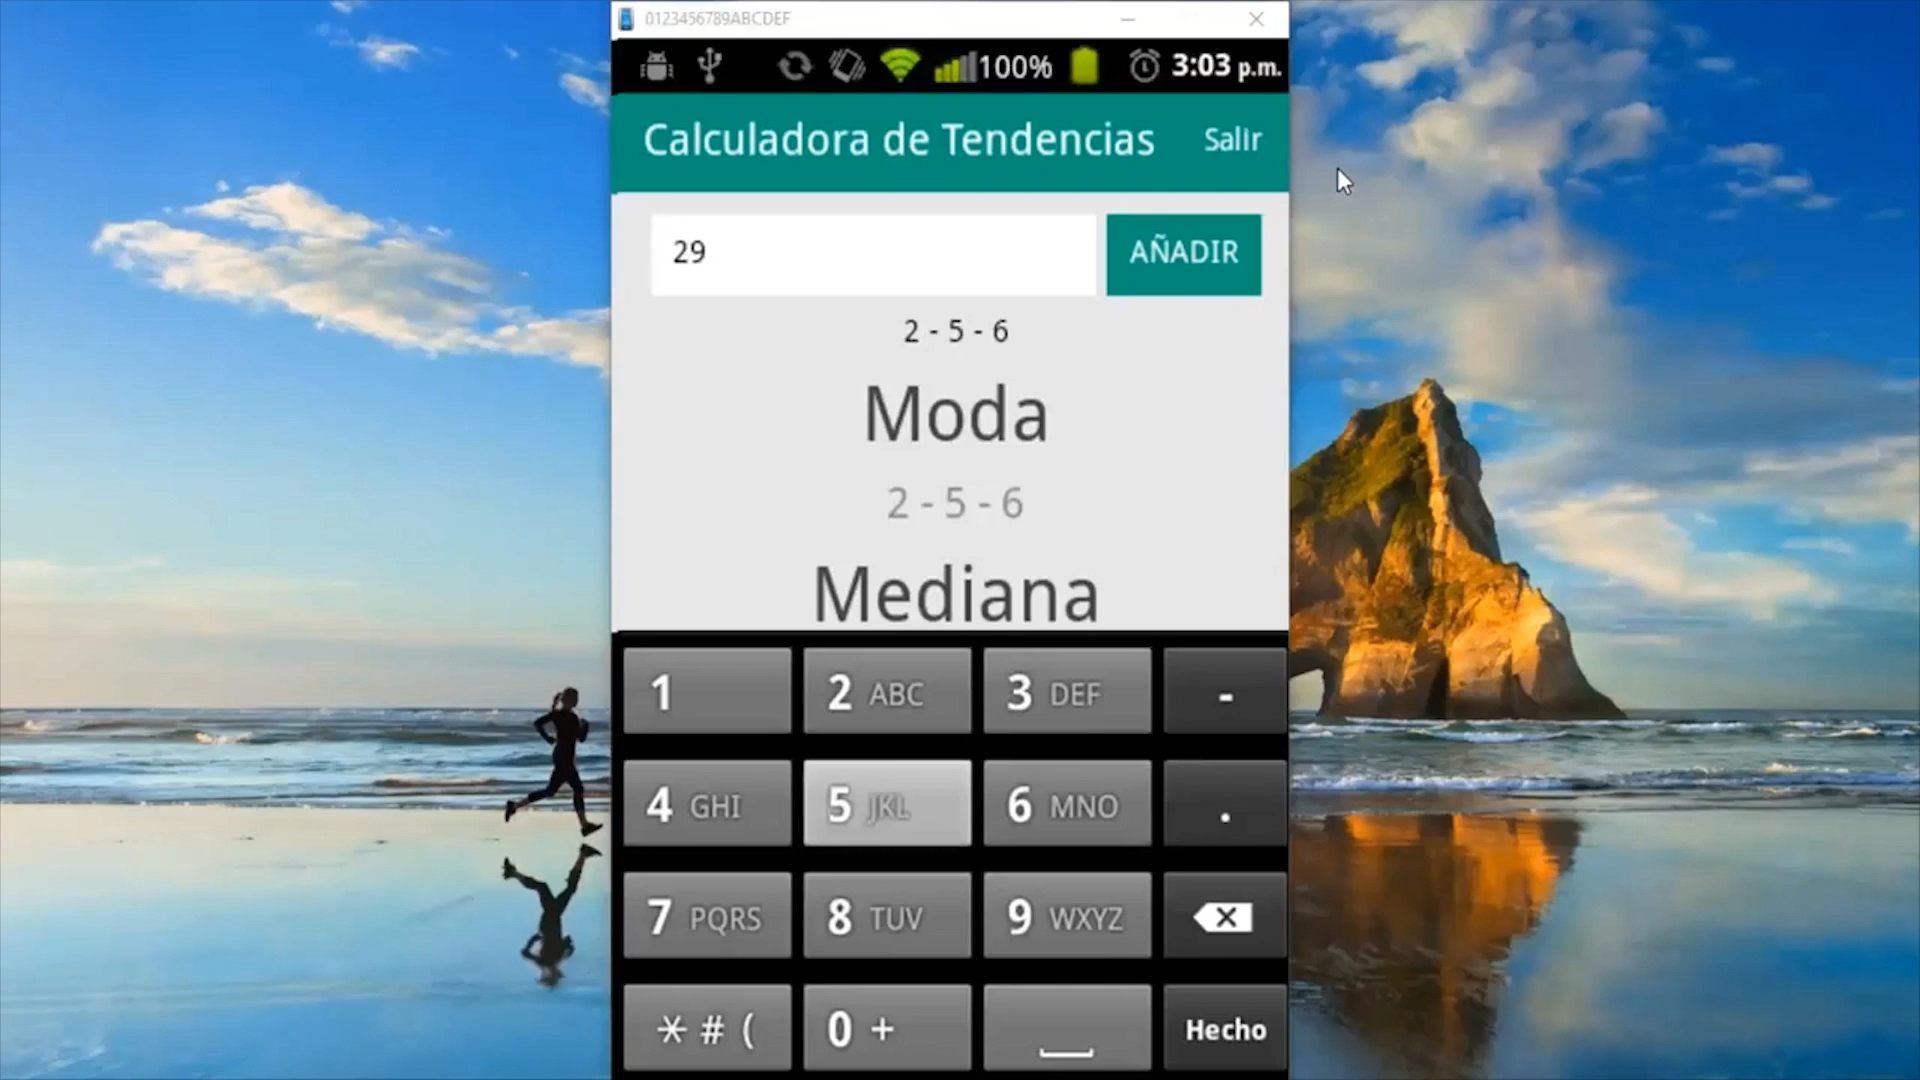 0123456789ABCDEF
100% 3:03 p.m.
Calculadora de Tendencias Salir
29 AÑADIR
2 - 5 - 6
Moda
2 - 5 - 6
Mediana
1 2 ABC 3 DEF -
4 GHI 5 JKL 6 MNO .
7 PQRS 8 TUV 9 WXYZ
* # ( 0 + Hecho